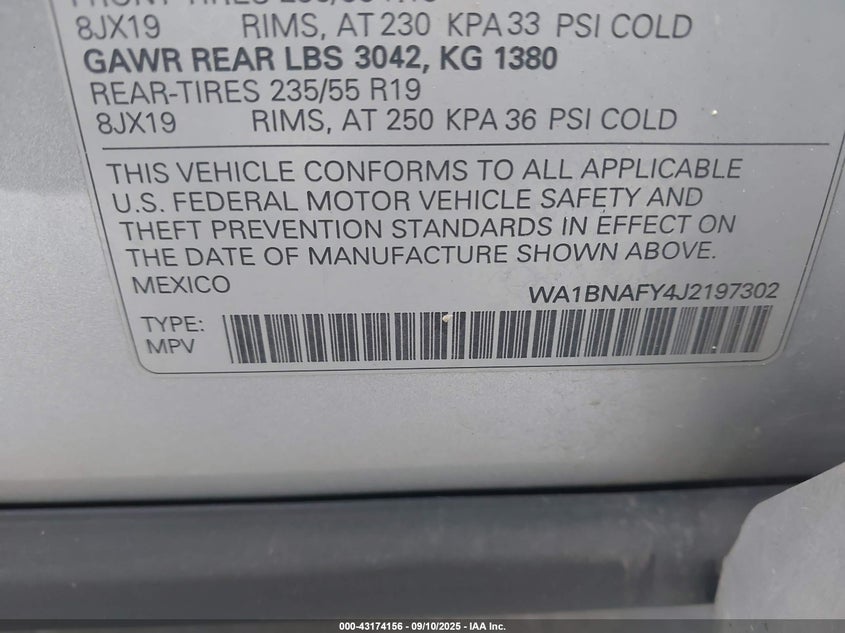 8JX19 RIMS, AT 230 KPA 33 PSI COLD
GAWR REAR LBS 3042, KG 1380
REAR-TIRES 235/55 R19
8JX19 RIMS, AT 250 KPA 36 PSI COLD
THIS VEHICLE CONFORMS TO ALL APPLICABLE
U.S. FEDERAL MOTOR VEHICLE SAFETY AND
THEFT PREVENTION STANDARDS IN EFFECT ON
THE DATE OF MANUFACTURE SHOWN ABOVE.
MEXICO
WA1BNAFY4J2197302
TYPE:
MPV
000-43174156 - 09/10/2025 - IAA Inc.